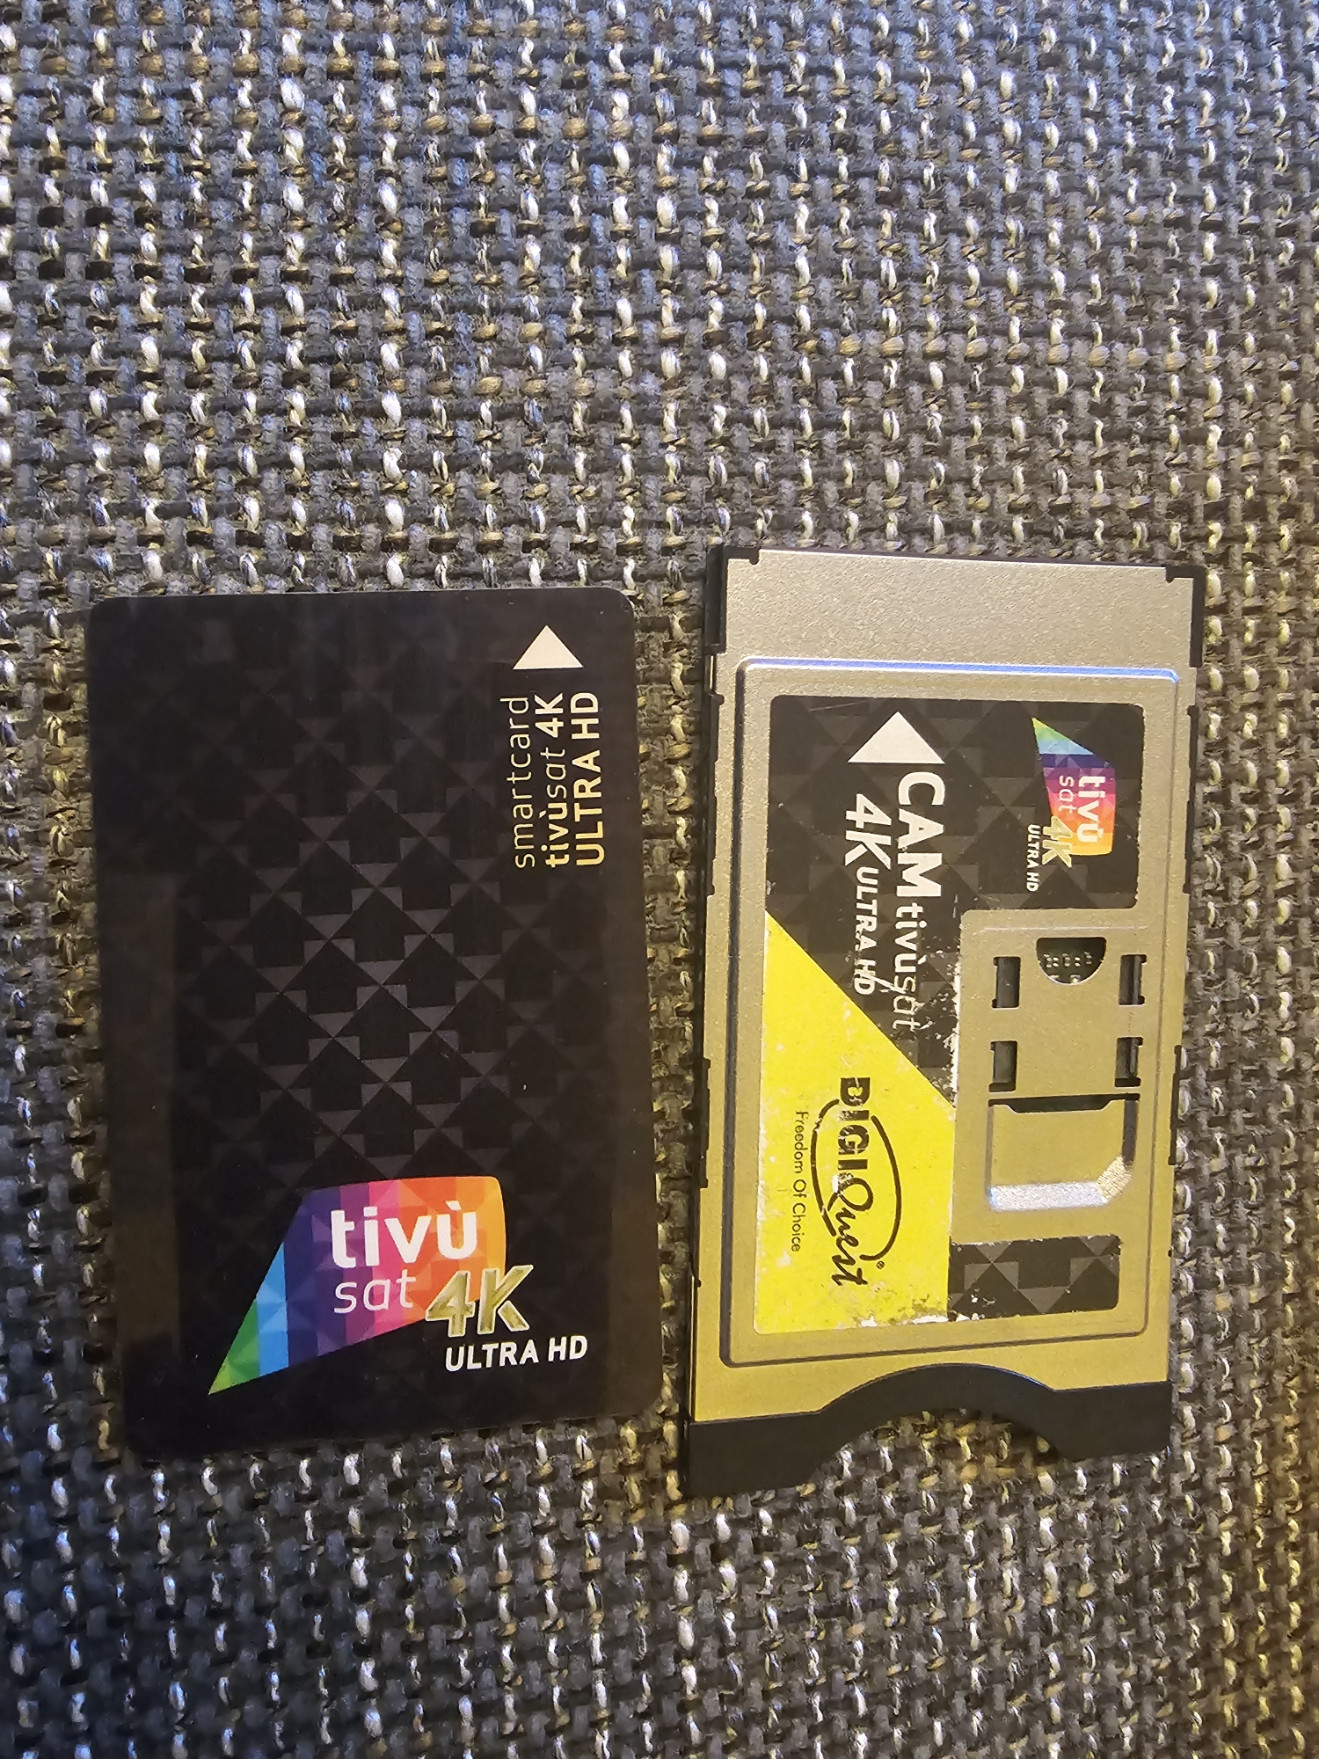 smartcard
tivùsat 4K
ULTRA HD
tivù
sat 4K
ULTRA HD
tivù
sat 4K
ULTRA HD
CAM tivùsat
4K ULTRA HD
DIGIQuest®
Freedom Of Choice